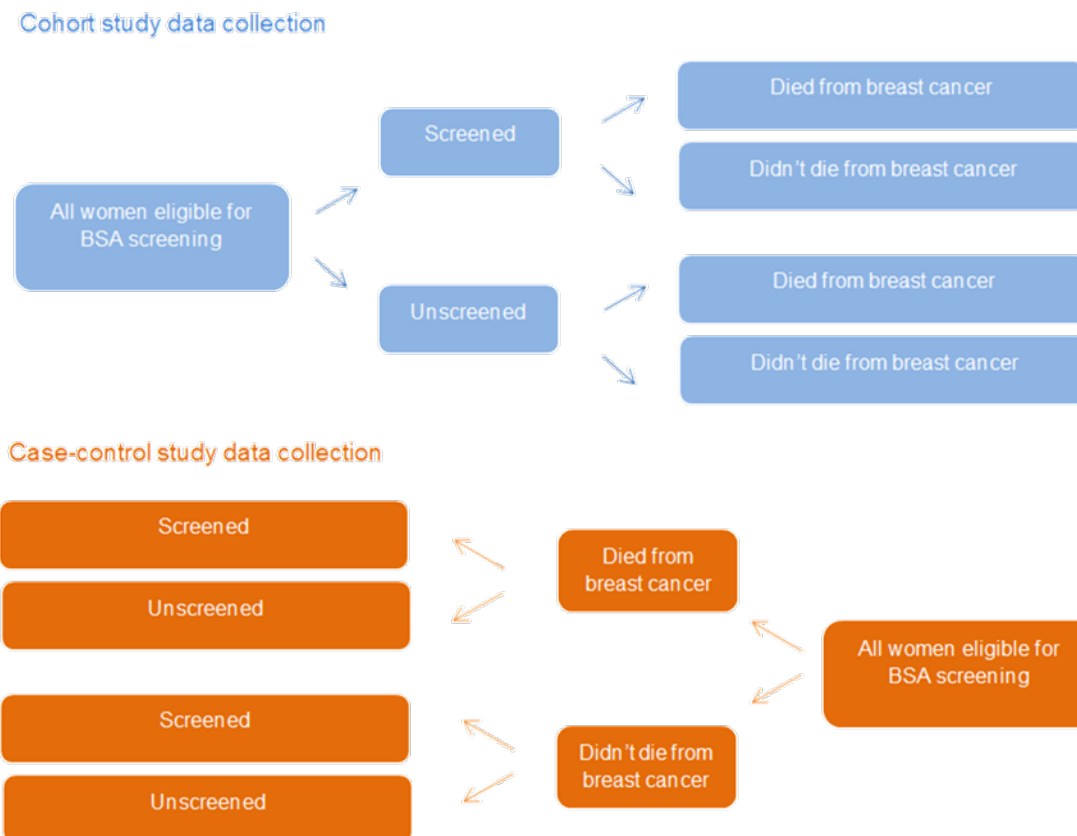 Cohort study data collection
Died from breast cancer
Screened
Didn't die from breast cancer
All women eligible for
BSA screening
Died from breast cancer
Unscreened
Didn't die from breast cancer
Case-control study data collection
Screened
Died from
breast cancer
Unscreened
All women eligible for
BSA screening
Screened
Didn't die from
breast cancer
Unscreened